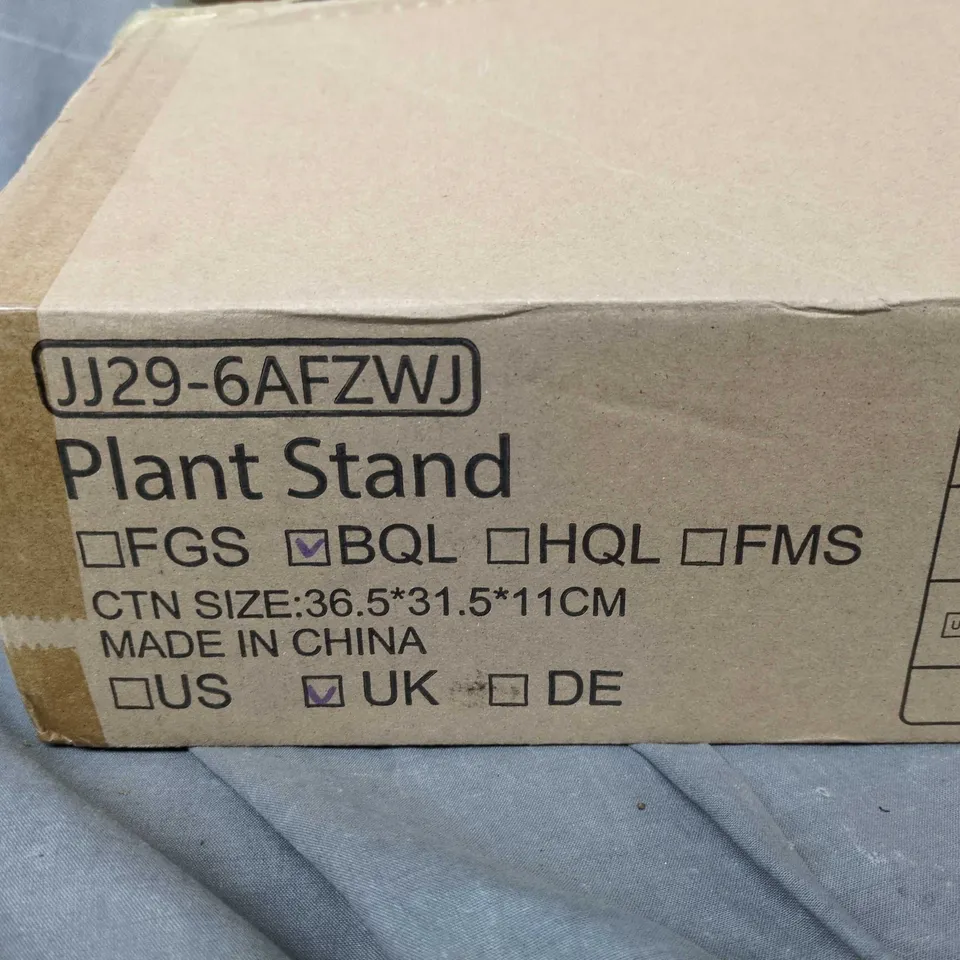 JJ29-6AFZWJ
Plant Stand
☐FGS ☑BQL ☐HQL ☐FMS
CTN SIZE:36.5*31.5*11CM
MADE IN CHINA
☐US ☑UK ☐DE